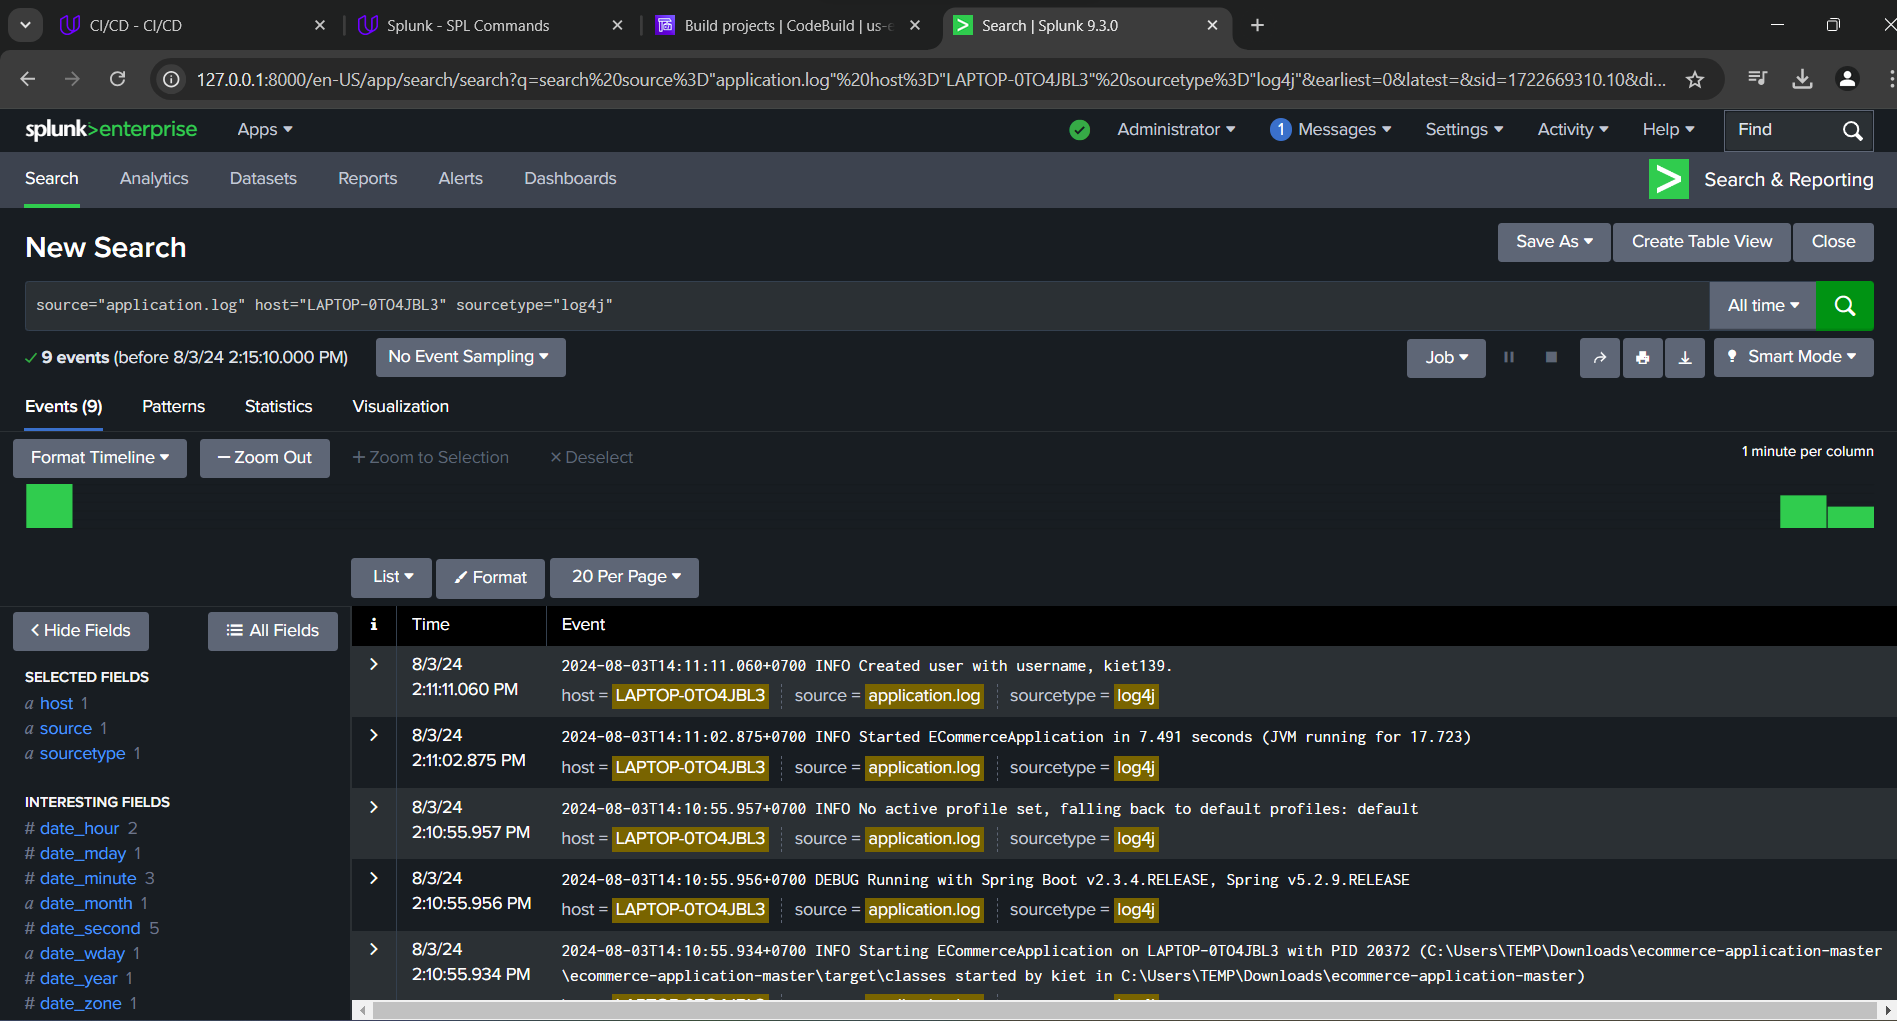 CI/CD - CI/CD
Splunk - SPL Commands
Build projects | CodeBuild | us-e
Search | Splunk 9.3.0
127.0.0.1:8000/en-US/app/search/search?q=search%20source%3D"application.log"%20host%3D"LAPTOP-0TO4JBL3"%20sourcetype%3D"log4j"&earliest=0&latest=&sid=1722669310.10&di...
splunk>enterprise Apps Administrator 1 Messages Settings Activity Help Find
Search Analytics Datasets Reports Alerts Dashboards Search & Reporting
New Search
Save As Create Table View Close
source="application.log" host="LAPTOP-0TO4JBL3" sourcetype="log4j"
All time
9 events (before 8/3/24 2:15:10.000 PM) No Event Sampling Job Smart Mode
Events (9) Patterns Statistics Visualization
Format Timeline — Zoom Out + Zoom to Selection × Deselect 1 minute per column
List Format 20 Per Page
Hide Fields All Fields
SELECTED FIELDS
a host 1
a source 1
a sourcetype 1
INTERESTING FIELDS
# date_hour 2
# date_mday 1
# date_minute 3
a date_month 1
# date_second 5
a date_wday 1
# date_year 1
# date_zone 1
i Time Event
8/3/24
2:11:11.060 PM
2024-08-03T14:11:11.060+0700 INFO Created user with username, kiet139.
host = LAPTOP-0TO4JBL3 source = application.log sourcetype = log4j
8/3/24
2:11:02.875 PM
2024-08-03T14:11:02.875+0700 INFO Started ECommerceApplication in 7.491 seconds (JVM running for 17.723)
host = LAPTOP-0TO4JBL3 source = application.log sourcetype = log4j
8/3/24
2:10:55.957 PM
2024-08-03T14:10:55.957+0700 INFO No active profile set, falling back to default profiles: default
host = LAPTOP-0TO4JBL3 source = application.log sourcetype = log4j
8/3/24
2:10:55.956 PM
2024-08-03T14:10:55.956+0700 DEBUG Running with Spring Boot v2.3.4.RELEASE, Spring v5.2.9.RELEASE
host = LAPTOP-0TO4JBL3 source = application.log sourcetype = log4j
8/3/24
2:10:55.934 PM
2024-08-03T14:10:55.934+0700 INFO Starting ECommerceApplication on LAPTOP-0TO4JBL3 with PID 20372 (C:\Users\TEMP\Downloads\ecommerce-application-master
\ecommerce-application-master\target\classes started by kiet in C:\Users\TEMP\Downloads\ecommerce-application-master)